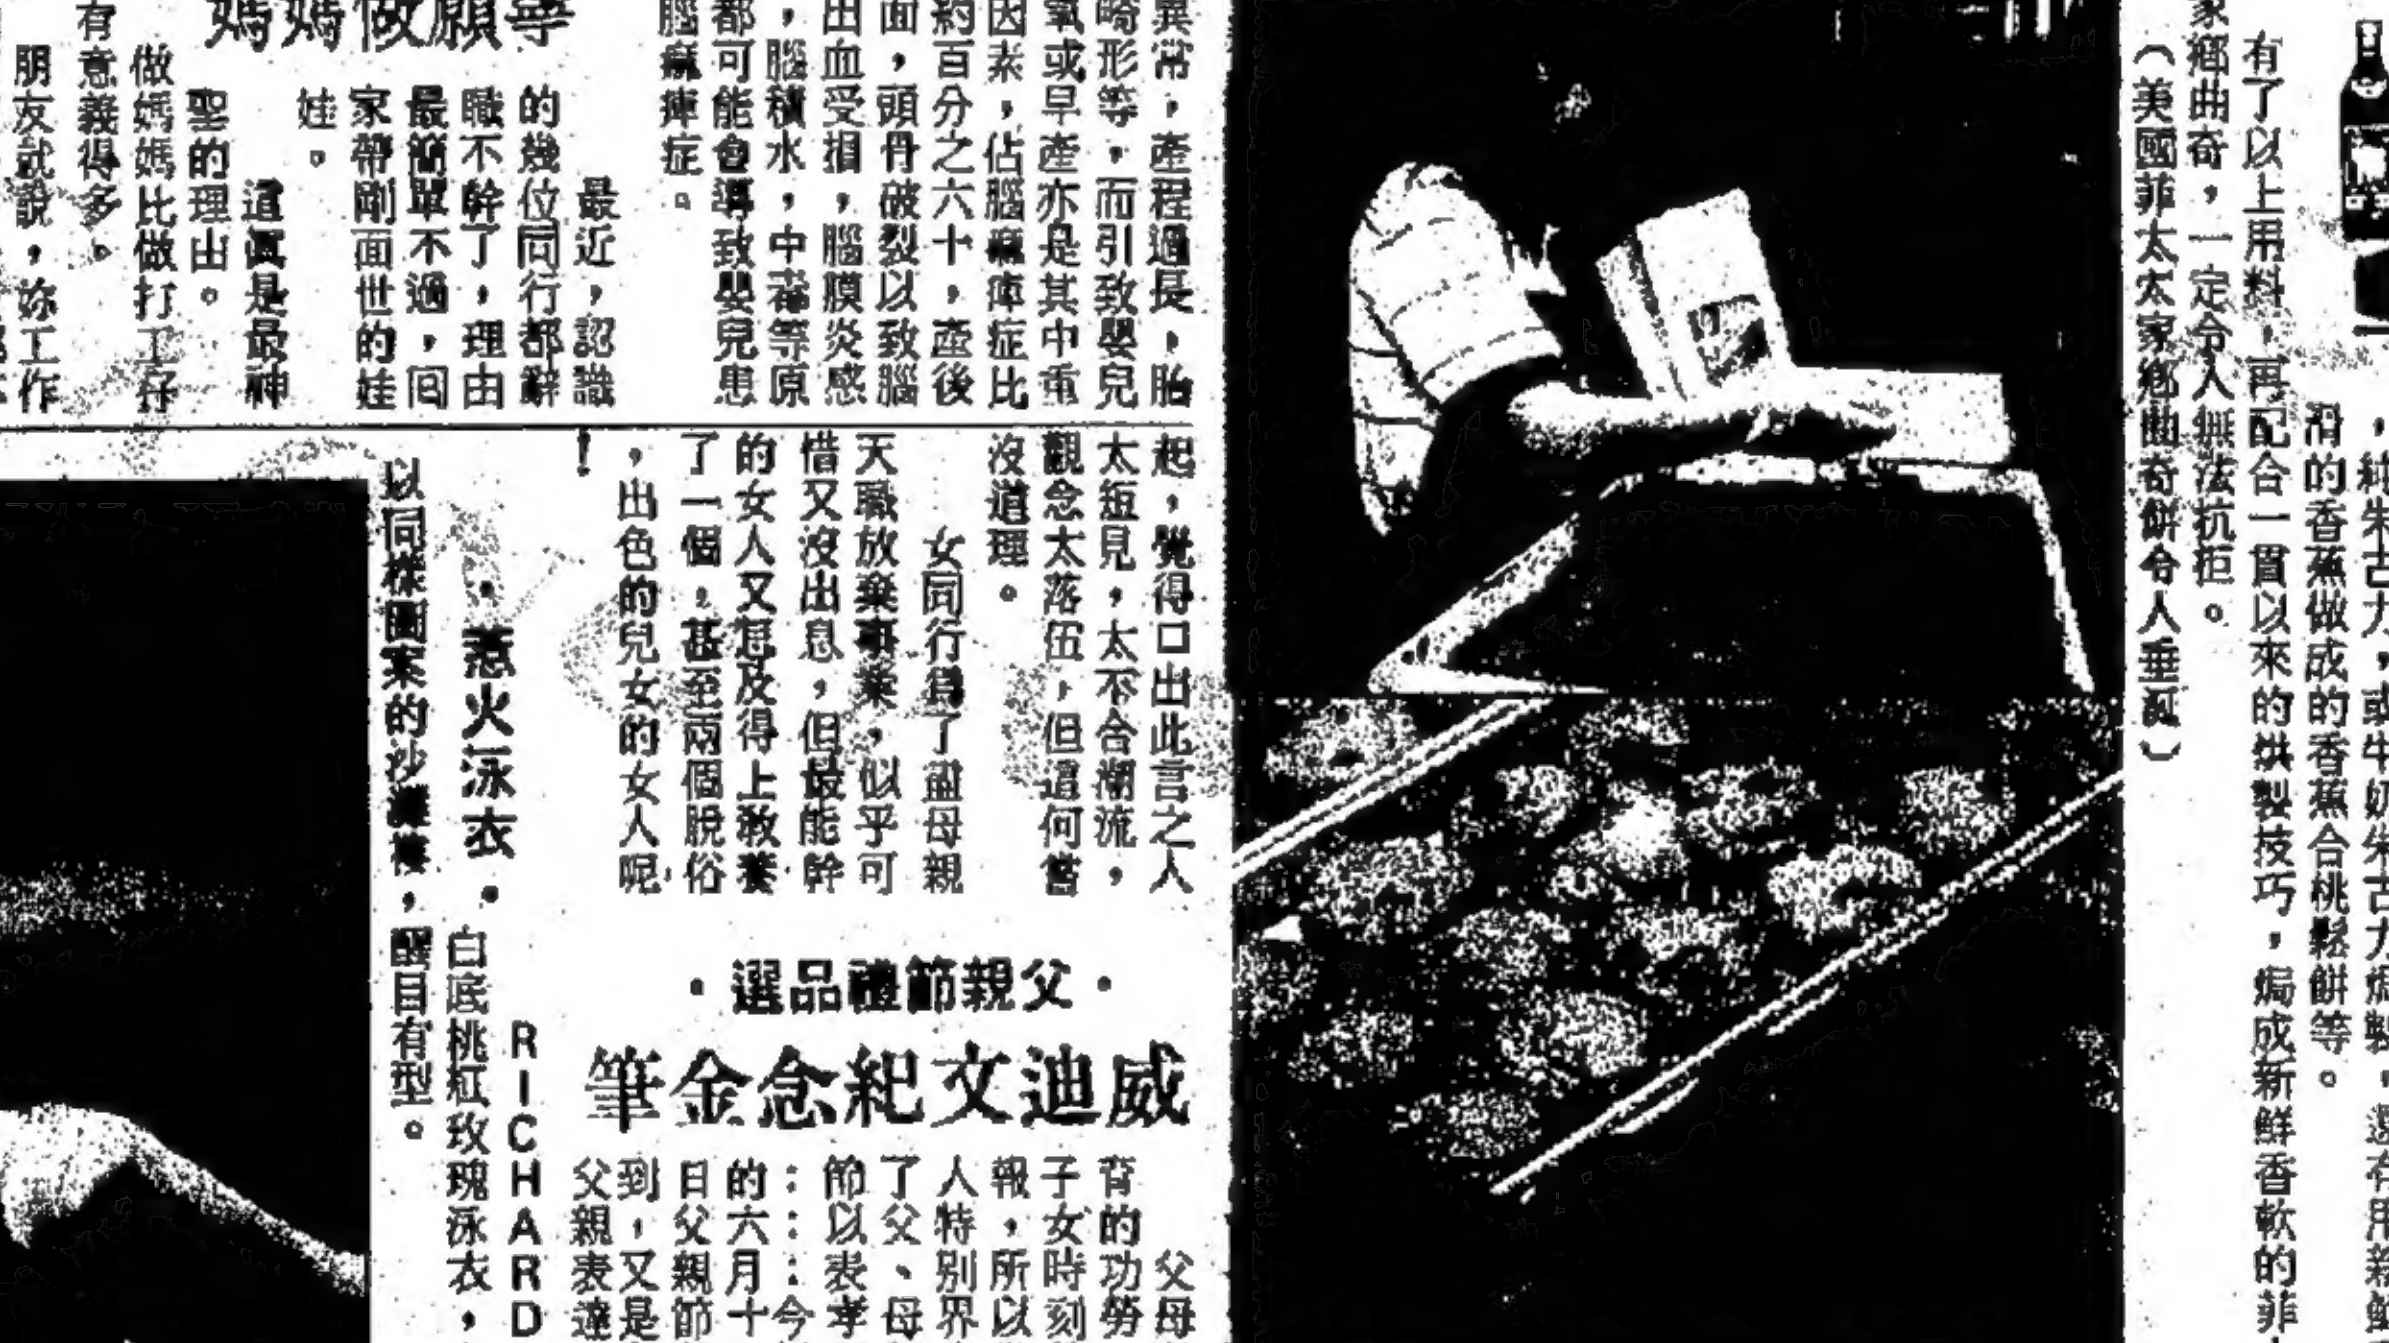 有了以上用料，再配合一貫以來的烘製技巧，焗成新鮮香軟的菲
家鄉曲奇，一定令人無法抗拒。
（美國菲太太家鄉曲奇餅令人垂涎）
滑的香蕉做成的香蕉合桃鬆餅等。
，純朱古力，或牛奶朱古力焗製，還有用新鮮
異常，產程過長，胎
畸形等，而引致嬰兒
氧或早產亦是其中重
因素，佔腦痲痺症比
約百分之六十，產後
面，頭骨破裂以致腦
出血受損，腦膜炎感
，腦積水，中毒等原
都可能會導致嬰兒患
腦痲痺症。
寧願做媽媽
最近，認識
的幾位同行都辭
職不幹了，理由
最簡單不過，回
家帶剛面世的娃
娃。
這真是最神
聖的理由。
做媽媽比做打工仔
有意義得多。
朋友就說，妳工作
起，覺得口出此言之人
太短見，太不合潮流，
觀念太落伍，但這何嘗
沒道理。
女同行為了盡母親
天職放棄事業，似乎可
惜又沒出息，但最能幹
的女人又怎及得上教養
了一個，甚至兩個脫俗
，出色的兒女的女人呢
！
·父親節禮品選·
威迪文紀念金筆
父母
背的功勞
子女時刻
報，所以
人特別界
了父、母
節以表孝
：：今
的六月十
日父親節
到，又是
父親表達
RICHARD
·惹火泳衣·白底桃紅玫瑰泳衣，
以同樣圖案的沙灘褸，醒目有型。